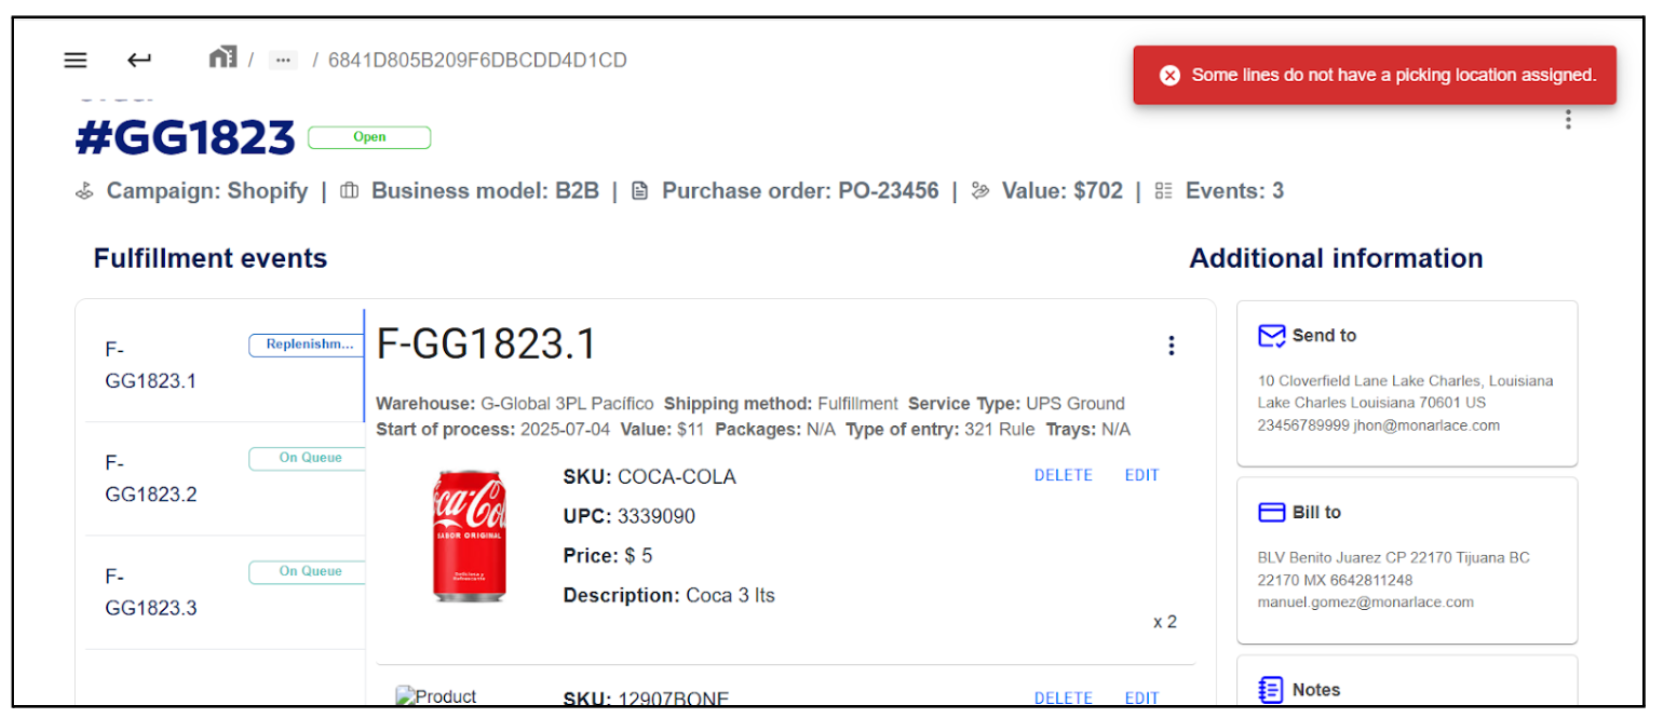 / ... / 6841D805B209F6DBCDD4D1CD
Some lines do not have a picking location assigned.
#GG1823 Open
Campaign: Shopify | Business model: B2B | Purchase order: PO-23456 | Value: $702 | Events: 3
Fulfillment events
Additional information
F-
GG1823.1
Replenishm...
F-
GG1823.2
On Queue
F-
GG1823.3
On Queue
F-GG1823.1
Warehouse: G-Global 3PL Pacífico Shipping method: Fulfillment Service Type: UPS Ground
Start of process: 2025-07-04 Value: $11 Packages: N/A Type of entry: 321 Rule Trays: N/A
SABOR ORIGINAL
SKU: COCA-COLA
DELETE EDIT
UPC: 3339090
Price: $ 5
Description: Coca 3 lts
x 2
Product
SKU: 12907BONE
DELETE EDIT
Send to
10 Cloverfield Lane Lake Charles, Louisiana
Lake Charles Louisiana 70601 US
23456789999 jhon@monarlace.com
Bill to
BLV Benito Juarez CP 22170 Tijuana BC
22170 MX 6642811248
manuel.gomez@monarlace.com
Notes